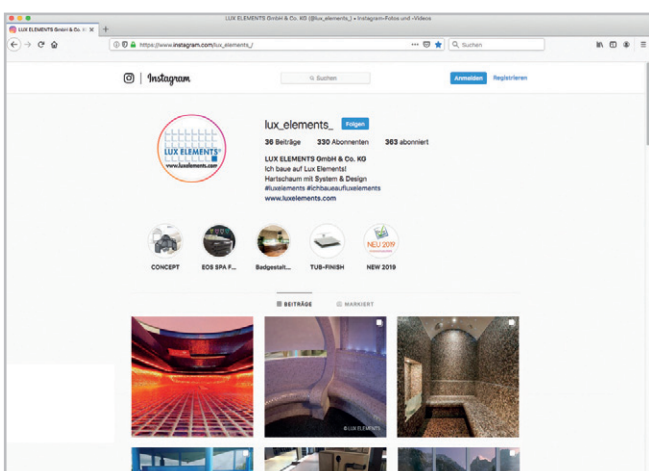 LUX ELEMENTS GmbH & Co. KG (@lux_elements_) • Instagram-Fotos und -Videos
LUX ELEMENTS GmbH & Co. K
https://www.instagram.com/lux_elements_/
Suchen
Instagram
Suchen
Anmelden
Registrieren
LUX ELEMENTS®
www.luxelements.com
lux_elements_
Folgen
36 Beiträge 330 Abonnenten 363 abonniert
LUX ELEMENTS GmbH & Co. KG
Ich baue auf Lux Elements!
Hartschaum mit System & Design
#luxelements #ichbaueaufluxelements
www.luxelements.com
NEU 2019
CONCEPT
EOS SPA F...
Badgestalt...
TUB-FINISH
NEW 2019
BEITRÄGE
MARKIERT
© LUX ELEMENTS